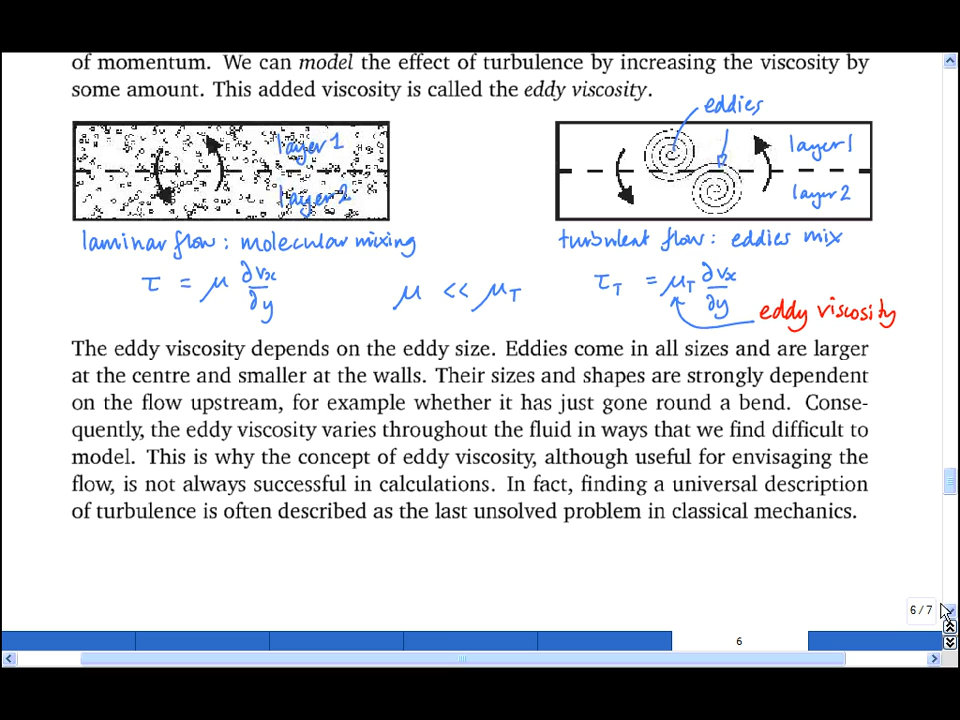 of momentum. We can model the effect of turbulence by increasing the viscosity by
some amount. This added viscosity is called the eddy viscosity.
eddies
layer 1
layer 2
layer 1
layer 2
laminar flow: molecular mixing
turbulent flow: eddies mix
τ = μ ∂vx/∂y
μ << μT
τT = μT ∂vx/∂y
eddy viscosity
The eddy viscosity depends on the eddy size. Eddies come in all sizes and are larger
at the centre and smaller at the walls. Their sizes and shapes are strongly dependent
on the flow upstream, for example whether it has just gone round a bend. Conse-
quently, the eddy viscosity varies throughout the fluid in ways that we find difficult to
model. This is why the concept of eddy viscosity, although useful for envisaging the
flow, is not always successful in calculations. In fact, finding a universal description
of turbulence is often described as the last unsolved problem in classical mechanics.
6 / 7
6